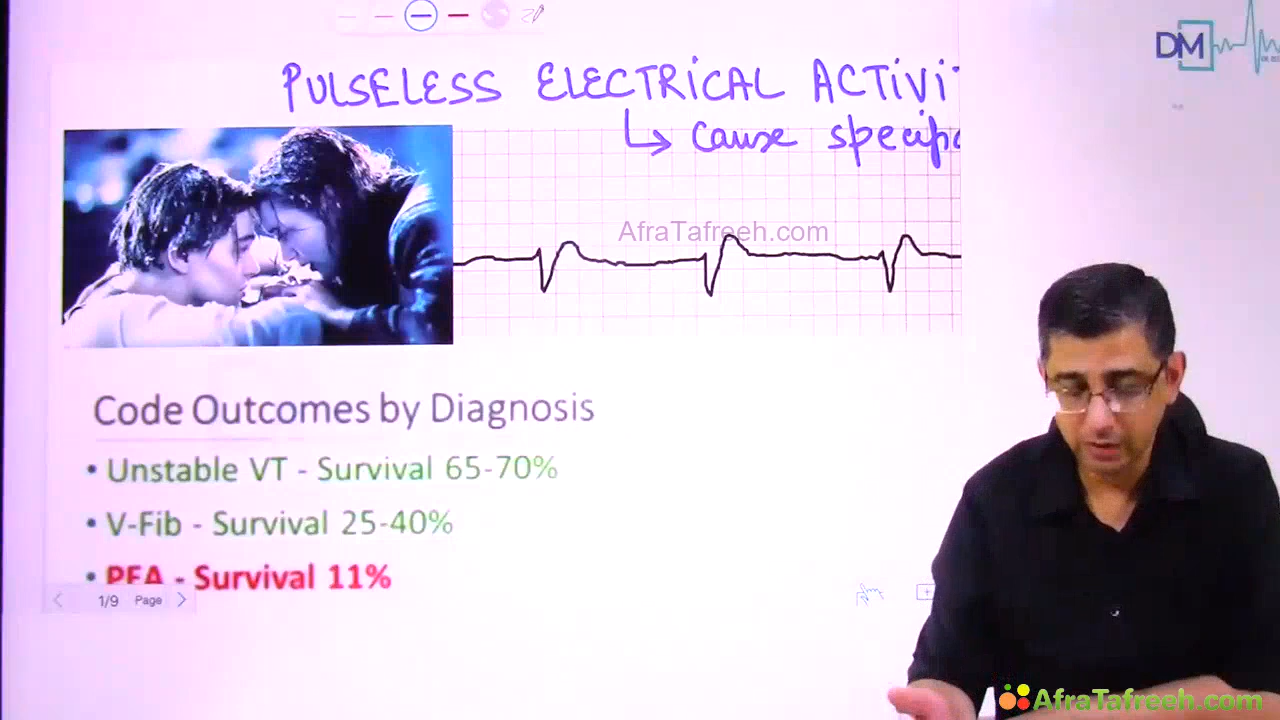 DM
PULSELESS ELECTRICAL ACTIVI
↳ cause specific
AfraTafreeh.com
Code Outcomes by Diagnosis
• Unstable VT - Survival 65-70%
• V-Fib - Survival 25-40%
• PEA - Survival 11%
1/9 Page
AfraTafreeh.com